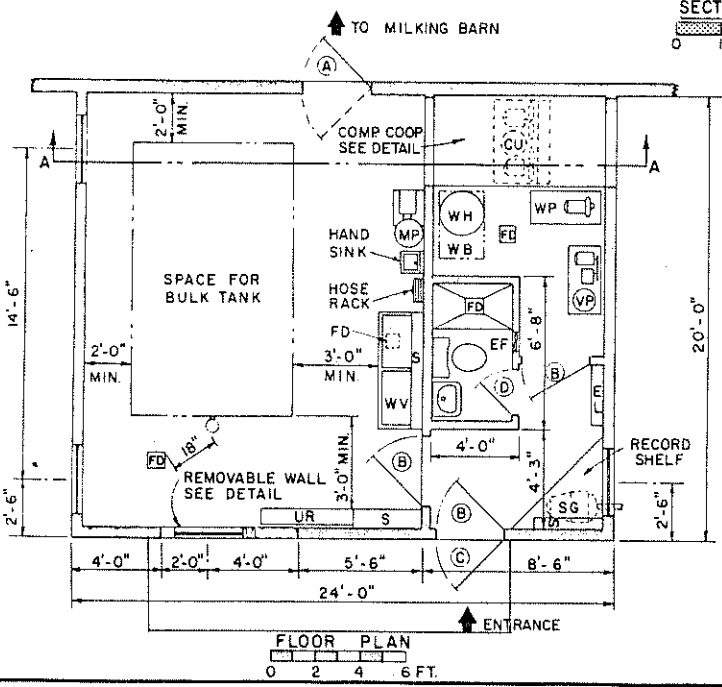 SECT
0
TO MILKING BARN
A
2'-0"
MIN.
COMP COOP
SEE DETAIL
CU
A
A
WH
WB
FD
WP
MP
HAND
SINK
HOSE
RACK
SPACE FOR
BULK TANK
VP
14'-6"
20'-0"
FD
FD
6'-8"
2'-0"
MIN.
3'-0"
MIN.
S
EF
WV
D
B
E
4'-0"
RECORD
SHELF
18"
FD
3'-0" MIN.
B
4'-3"
REMOVABLE WALL
SEE DETAIL
B
SG
S
2'-6"
2'-6"
UR
S
C
4'-0"
2'-0"
4'-0"
5'-6"
8'-6"
24'-0"
ENTRANCE
FLOOR PLAN
0 2 4 6 FT.